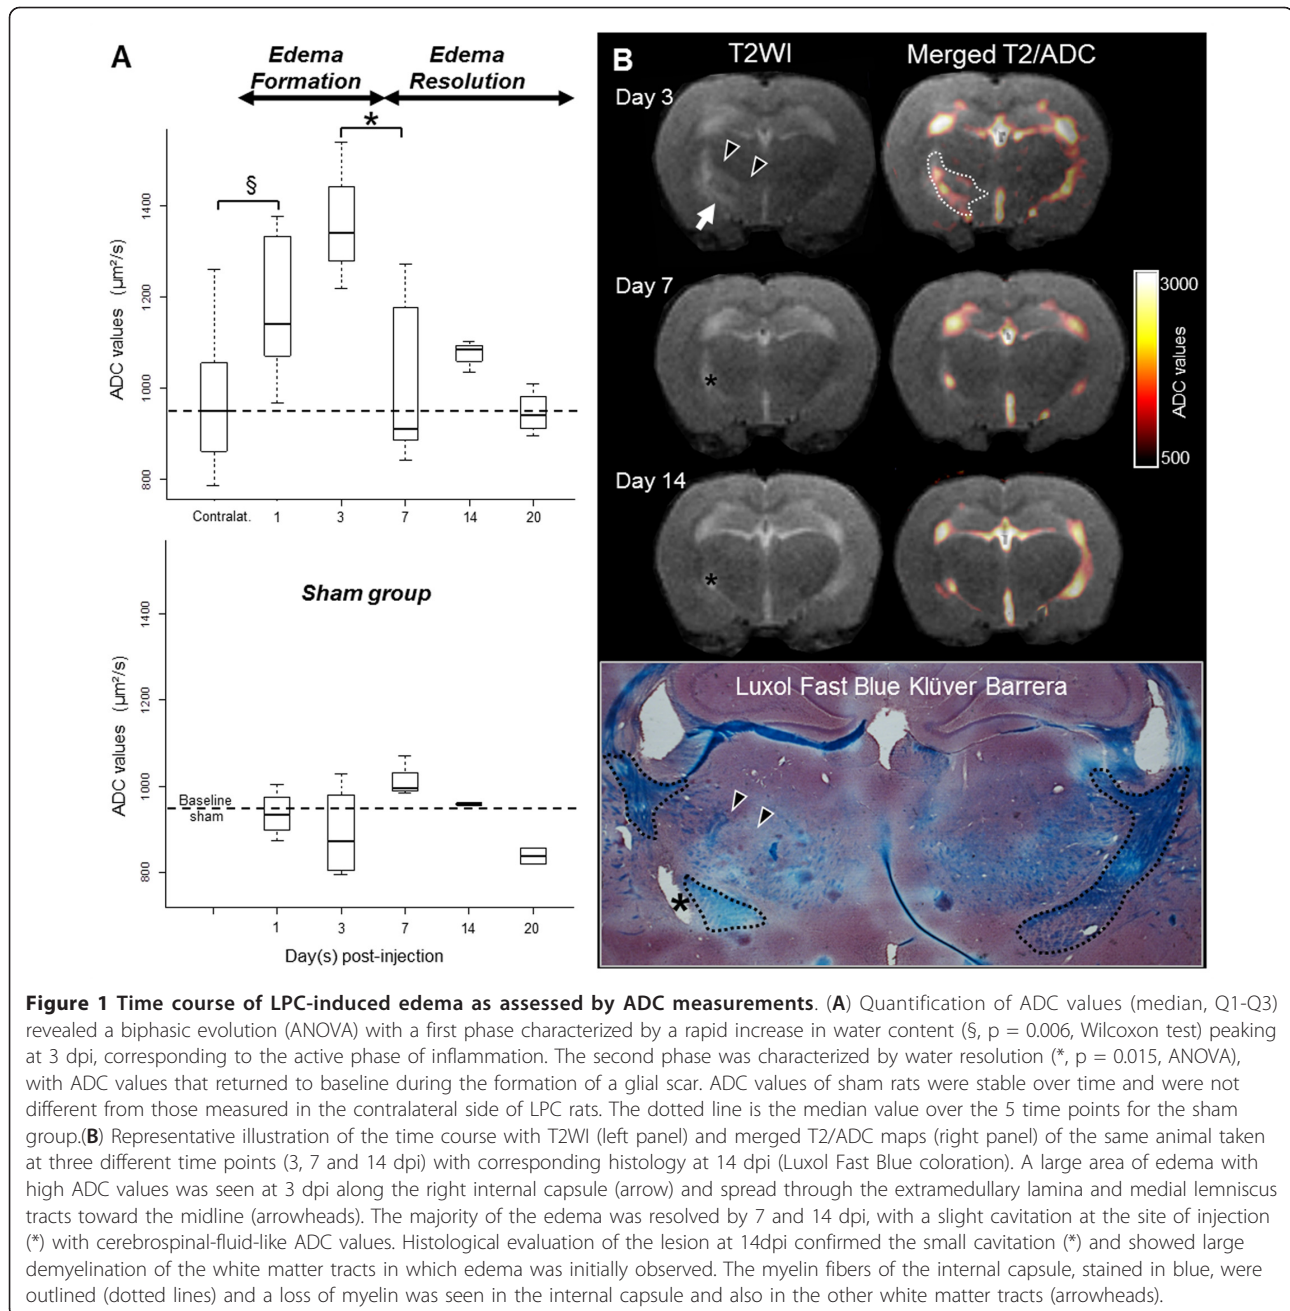 A
Edema
Formation
Edema
Resolution
*
§
1400
1200
1000
800
ADC values (µm²/s)
Contralat. 1 3 7 14 20
Sham group
1400
1200
1000
800
ADC values (µm²/s)
Baseline
sham
1 3 7 14 20
Day(s) post-injection
B
T2WI
Merged T2/ADC
Day 3
Day 7
*
3000
500
ADC values
Day 14
*
Luxol Fast Blue Klüver Barrera
*
Figure 1 Time course of LPC-induced edema as assessed by ADC measurements. (A) Quantification of ADC values (median, Q1-Q3)
revealed a biphasic evolution (ANOVA) with a first phase characterized by a rapid increase in water content (§, p = 0.006, Wilcoxon test) peaking
at 3 dpi, corresponding to the active phase of inflammation. The second phase was characterized by water resolution (*, p = 0.015, ANOVA),
with ADC values that returned to baseline during the formation of a glial scar. ADC values of sham rats were stable over time and were not
different from those measured in the contralateral side of LPC rats. The dotted line is the median value over the 5 time points for the sham
group.(B) Representative illustration of the time course with T2WI (left panel) and merged T2/ADC maps (right panel) of the same animal taken
at three different time points (3, 7 and 14 dpi) with corresponding histology at 14 dpi (Luxol Fast Blue coloration). A large area of edema with
high ADC values was seen at 3 dpi along the right internal capsule (arrow) and spread through the extramedullary lamina and medial lemniscus
tracts toward the midline (arrowheads). The majority of the edema was resolved by 7 and 14 dpi, with a slight cavitation at the site of injection
(*) with cerebrospinal-fluid-like ADC values. Histological evaluation of the lesion at 14dpi confirmed the small cavitation (*) and showed large
demyelination of the white matter tracts in which edema was initially observed. The myelin fibers of the internal capsule, stained in blue, were
outlined (dotted lines) and a loss of myelin was seen in the internal capsule and also in the other white matter tracts (arrowheads).